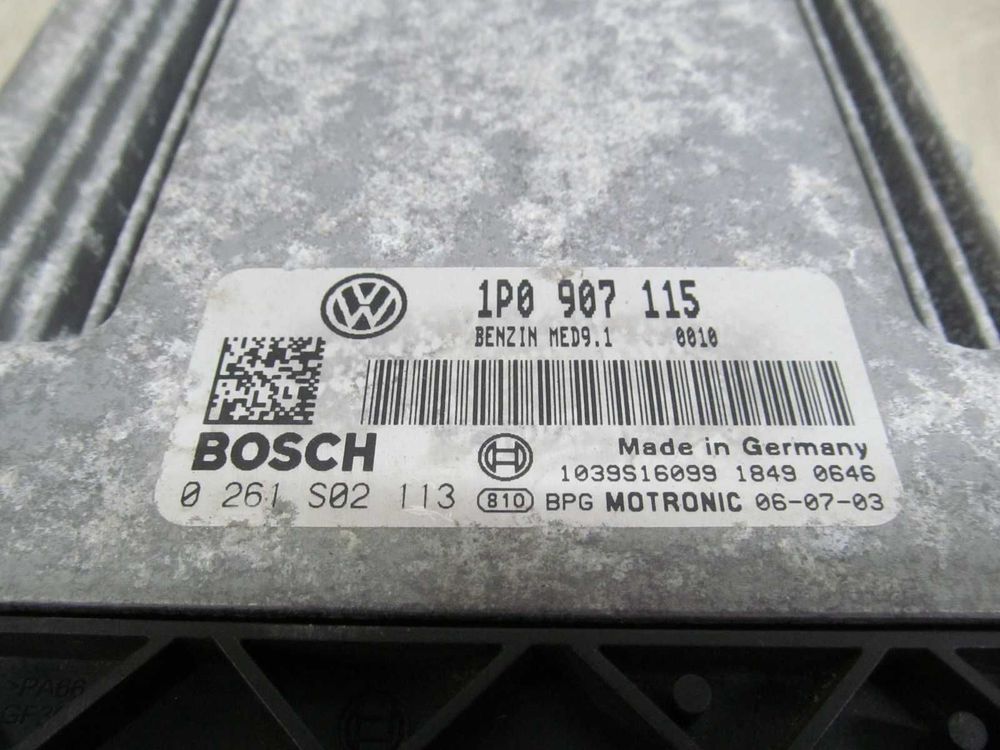 1P0 907 115
BENZIN MED9.1 0010
BOSCH
Made in Germany
1039S16099 1849 0646
0 261 S02 113 810 BPG MOTRONIC 06-07-03
>PA66